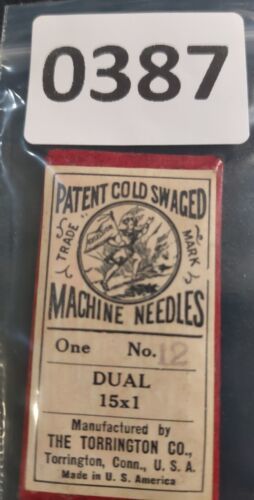 0387
PATENT COLD SWAGED
TRADE MARK
MACHINE NEEDLES
One No. 12
DUAL
15x1
Manufactured by
THE TORRINGTON CO.,
Torrington, Conn., U. S. A.
Made in U. S. America